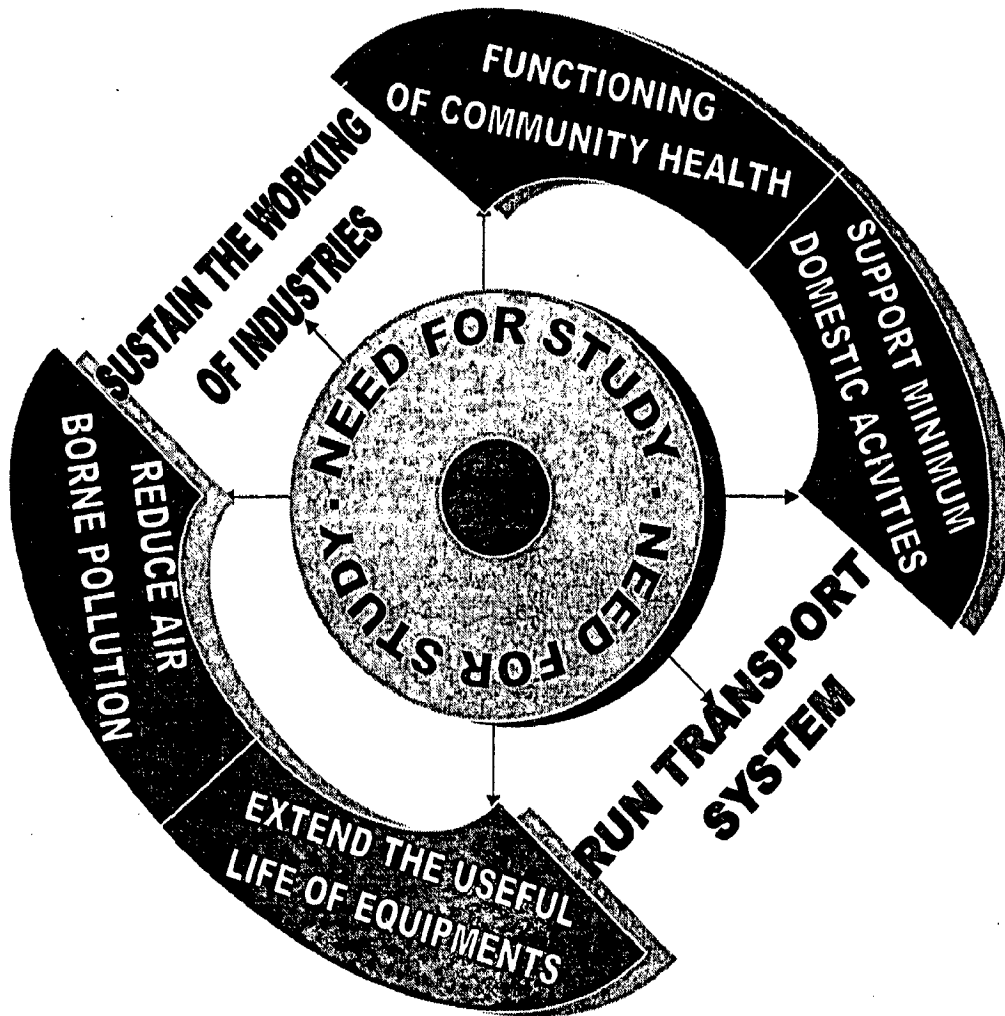 FUNCTIONING
OF COMMUNITY HEALTH
SUPPORT MINIMUM
DOMESTIC ACIVITIES
RUN TRANSPORT
SYSTEM
EXTEND THE USEFUL
LIFE OF EQUIPMENTS
REDUCE AIR
BORNE POLLUTION
SUSTAIN THE WORKING
OF INDUSTRIES
NEED FOR STUDY · NEED FOR STUDY ·